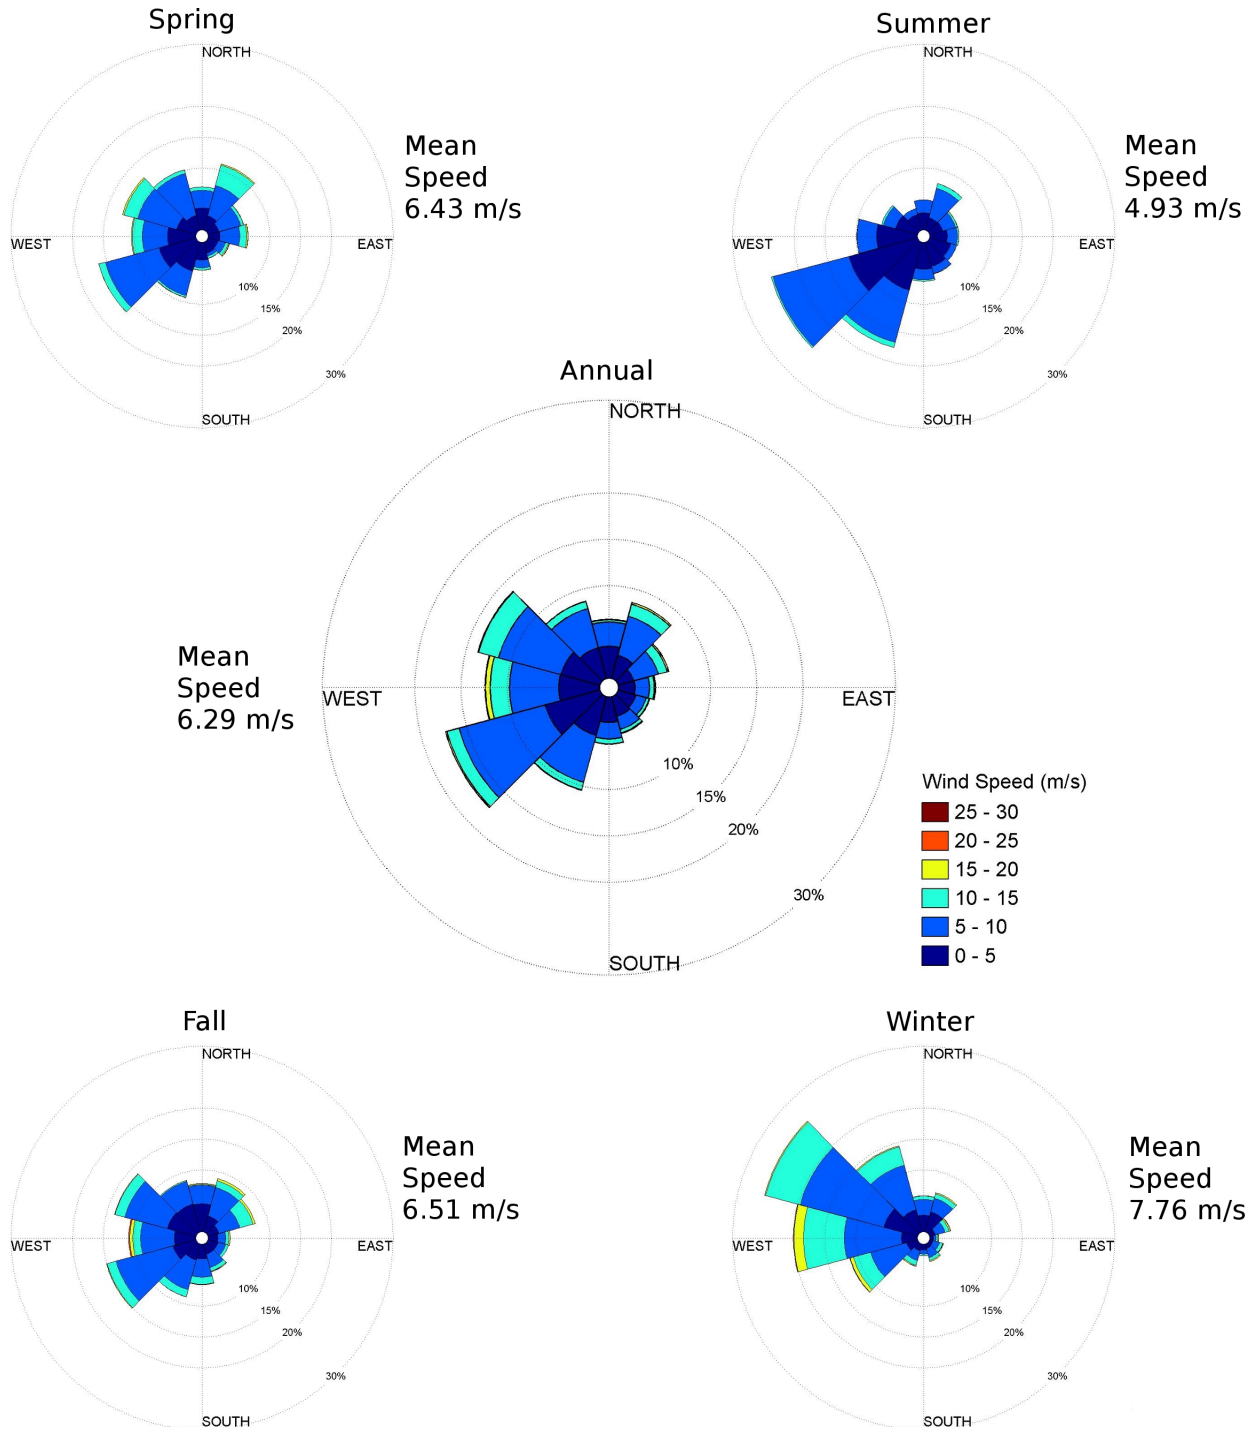 Spring
NORTH
Mean
Speed
6.43 m/s
WEST
EAST
10%
15%
20%
30%
SOUTH
Summer
NORTH
Mean
Speed
4.93 m/s
WEST
EAST
10%
15%
20%
30%
SOUTH
Annual
NORTH
Mean
Speed
6.29 m/s
WEST
EAST
10%
15%
20%
30%
SOUTH
Wind Speed (m/s)
25 - 30
20 - 25
15 - 20
10 - 15
5 - 10
0 - 5
Fall
NORTH
Mean
Speed
6.51 m/s
WEST
EAST
10%
15%
20%
30%
SOUTH
Winter
NORTH
Mean
Speed
7.76 m/s
WEST
EAST
10%
15%
20%
30%
SOUTH